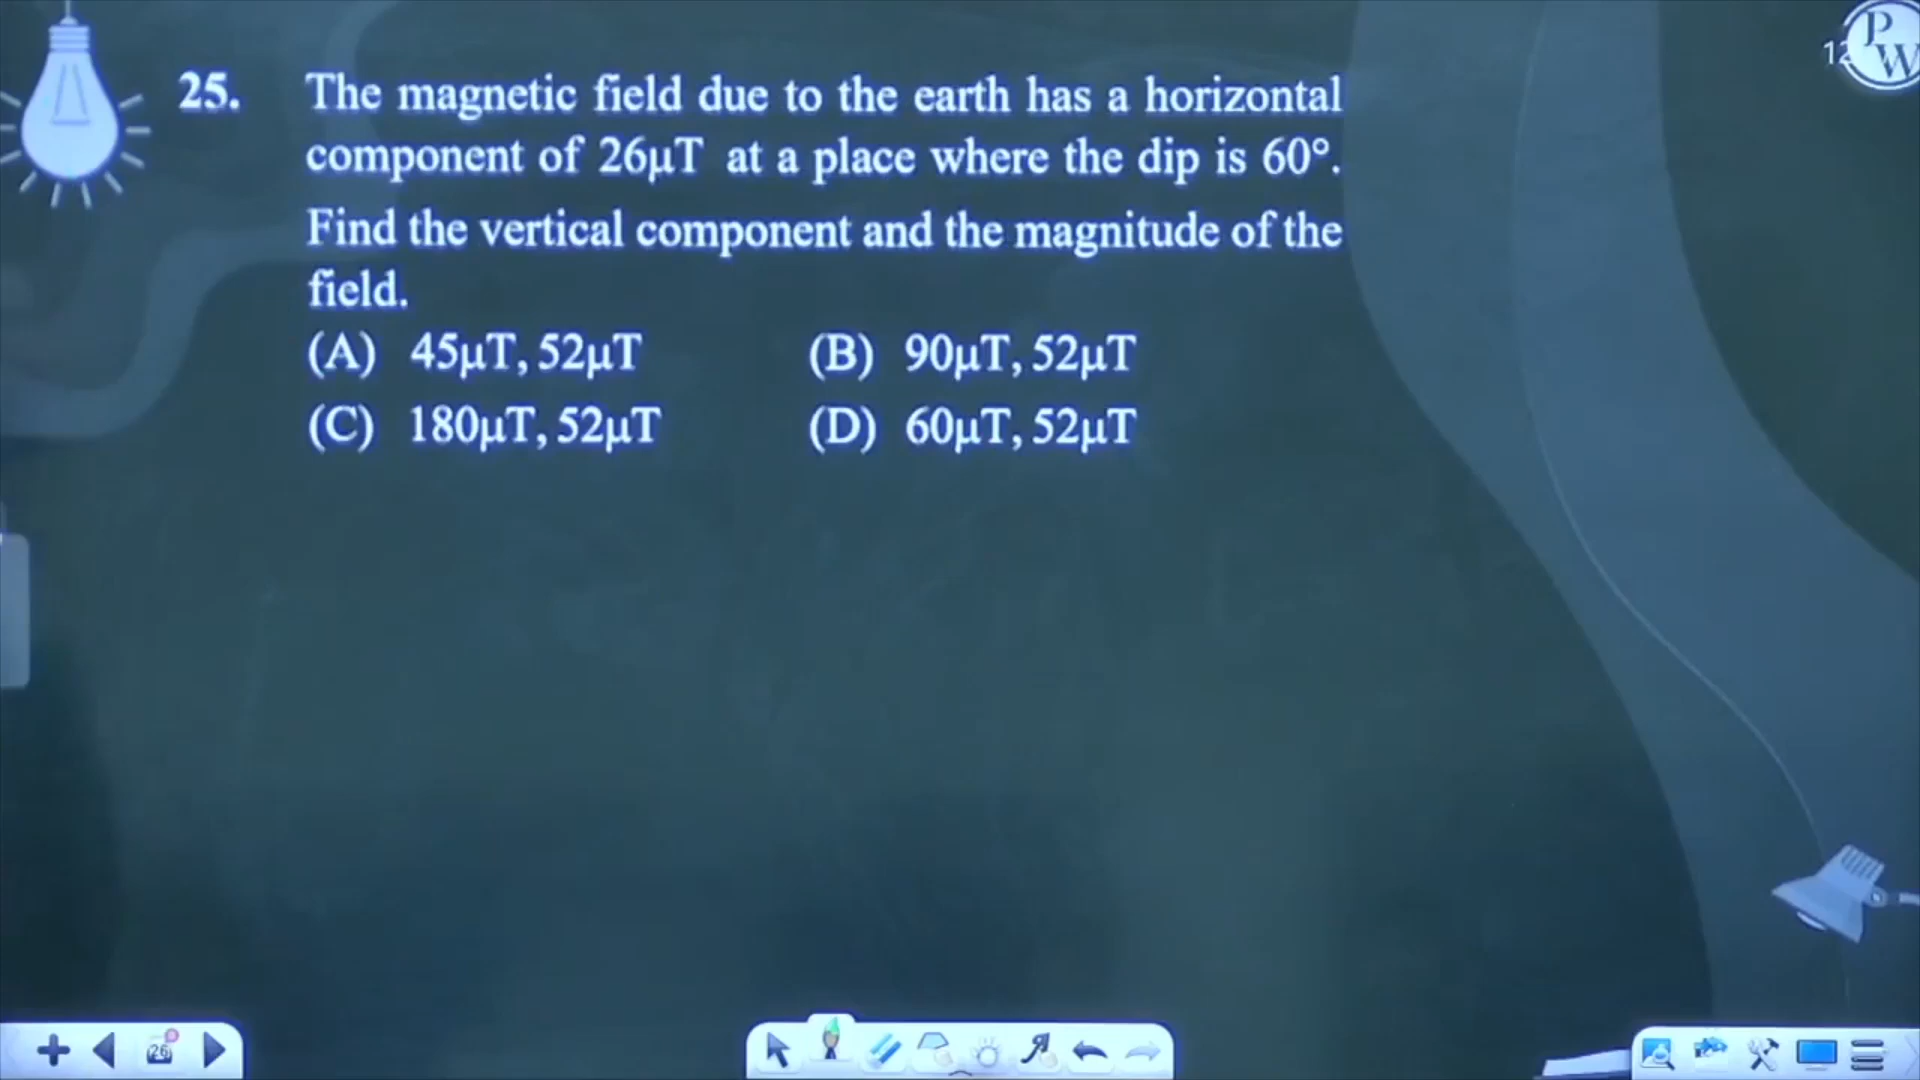 25. The magnetic field due to the earth has a horizontal
component of 26μT at a place where the dip is 60°.
Find the vertical component and the magnitude of the
field.
(A) 45μT, 52μT (B) 90μT, 52μT
(C) 180μT, 52μT (D) 60μT, 52μT
PW
26